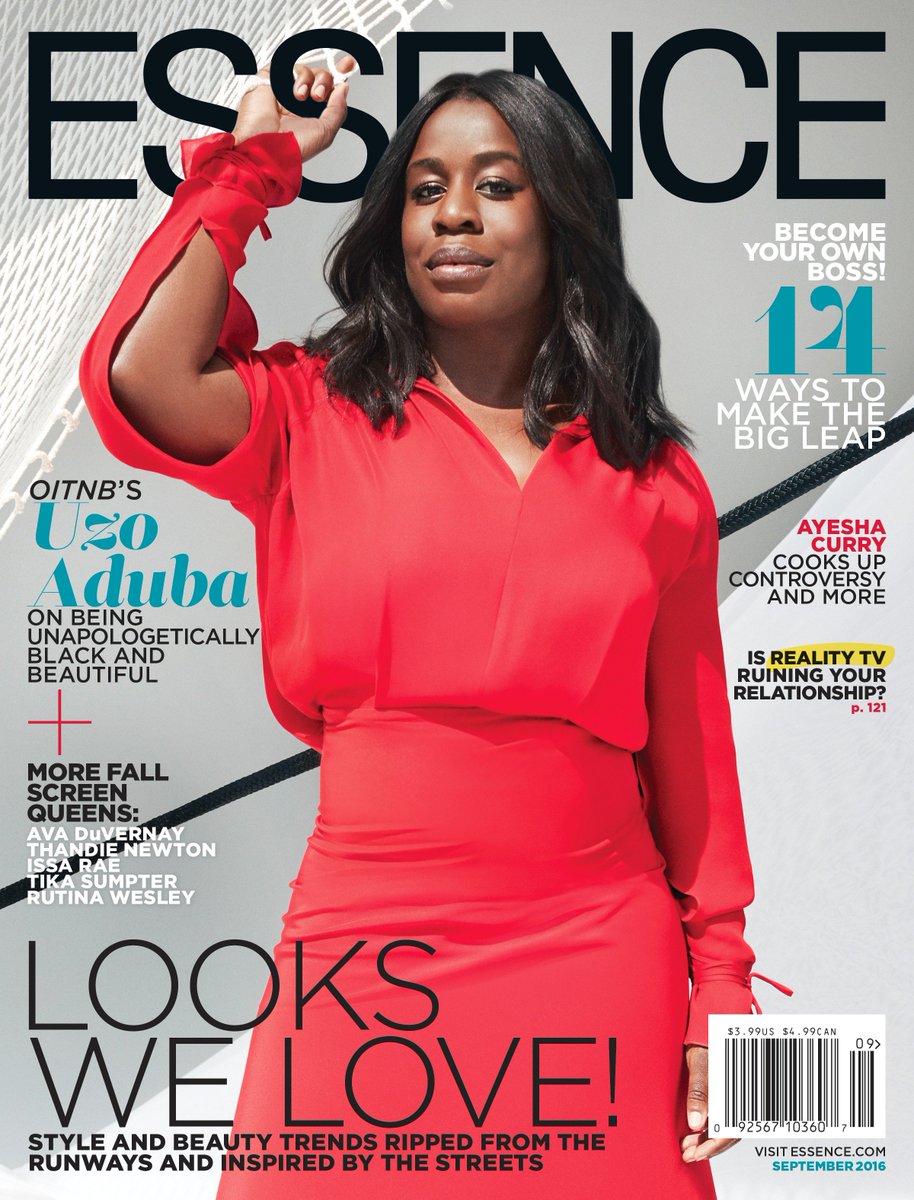 ESSENCE
BECOME
YOUR OWN
BOSS!
14
WAYS TO
MAKE THE
BIG LEAP
OITNB'S
Uzo
Aduba
ON BEING
UNAPOLOGETICALLY
BLACK AND
BEAUTIFUL
+
MORE FALL
SCREEN
QUEENS:
AVA DuVERNAY
THANDIE NEWTON
ISSA RAE
TIKA SUMPTER
RUTINA WESLEY
AYESHA
CURRY
COOKS UP
CONTROVERSY
AND MORE
IS REALITY TV
RUINING YOUR
RELATIONSHIP?
p. 121
LOOKS
WE LOVE!
STYLE AND BEAUTY TRENDS RIPPED FROM THE
RUNWAYS AND INSPIRED BY THE STREETS
$3.99US $4.99CAN
09>
0 92567 10360 7
VISIT ESSENCE.COM
SEPTEMBER 2016